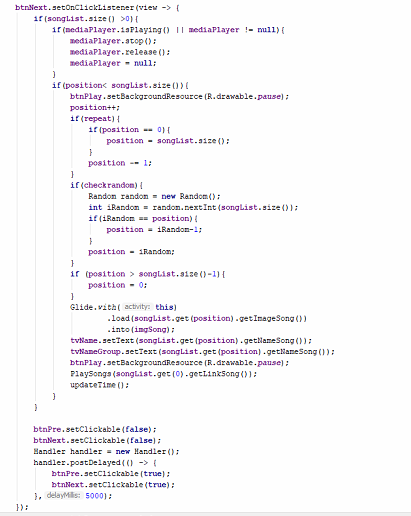 btnNext.setOnClickListener(view -> {
if(songList.size() >0){
if(mediaPlayer.isPlaying() || mediaPlayer != null){
mediaPlayer.stop();
mediaPlayer.release();
mediaPlayer = null;
}
if(position< songList.size()){
btnPlay.setBackgroundResource(R.drawable.pause);
position++;
if(repeat){
if(position == 0){
position = songList.size();
}
position -= 1;
}
if(checkrandom){
Random random = new Random();
int iRandom = random.nextInt(songList.size());
if(iRandom == position){
position = iRandom-1;
}
position = iRandom;
}
if (position > songList.size()-1){
position = 0;
}
Glide.with( activity: this)
.load(songList.get(position).getImageSong())
.into(imgSong);
tvName.setText(songList.get(position).getNameSong());
tvNameGroup.setText(songList.get(position).getNameSong());
btnPlay.setBackgroundResource(R.drawable.pause);
PlaySongs(songList.get(0).getLinkSong());
updateTime();
}
}
btnPre.setClickable(false);
btnNext.setClickable(false);
Handler handler = new Handler();
handler.postDelayed(() -> {
btnPre.setClickable(true);
btnNext.setClickable(true);
}, delayMillis: 5000);
});